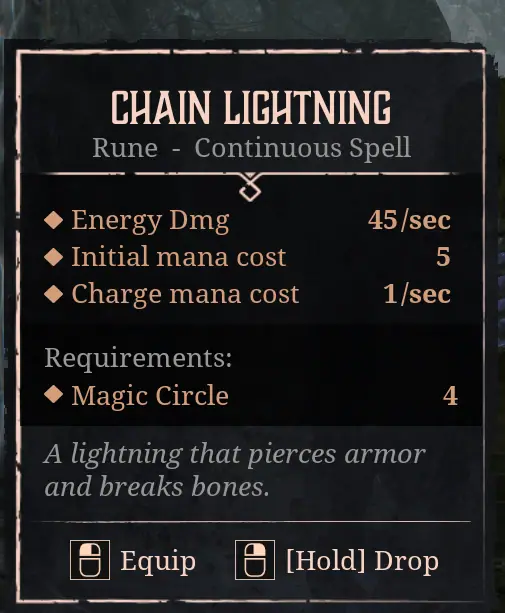 CHAIN LIGHTNING
Rune - Continuous Spell
Energy Dmg 45/sec
Initial mana cost 5
Charge mana cost 1/sec
Requirements:
Magic Circle 4
A lightning that pierces armor
and breaks bones.
Equip [Hold] Drop